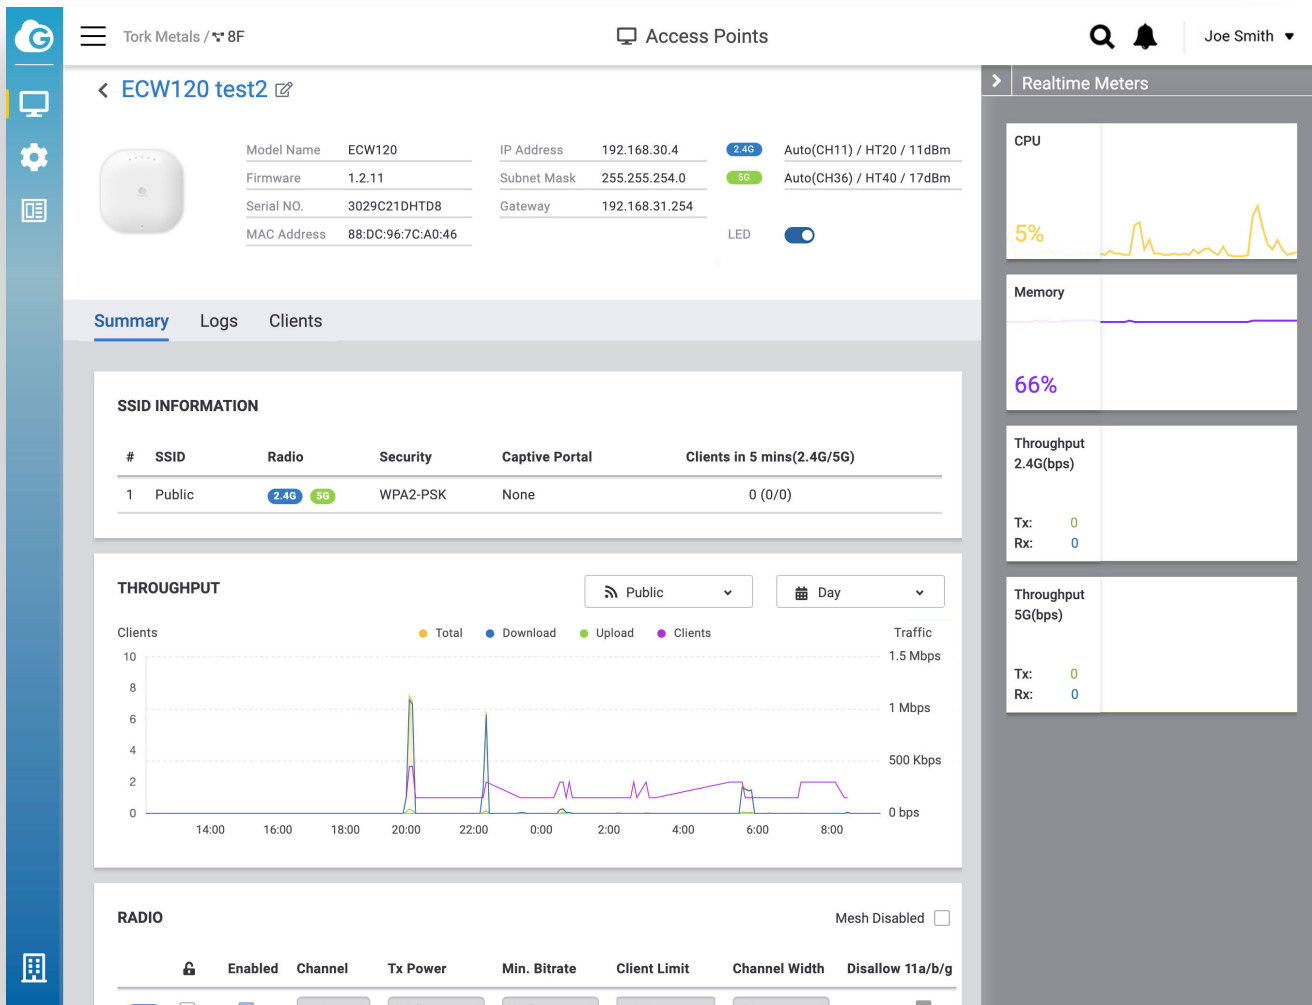 Tork Metals / 8F
Access Points
Joe Smith
ECW120 test2
Realtime Meters
Model Name ECW120
Firmware 1.2.11
Serial NO. 3029C21DHTD8
MAC Address 88:DC:96:7C:A0:46
IP Address 192.168.30.4
Subnet Mask 255.255.254.0
Gateway 192.168.31.254
2.4G Auto(CH11) / HT20 / 11dBm
5G Auto(CH36) / HT40 / 17dBm
LED
Summary Logs Clients
SSID INFORMATION
# SSID Radio Security Captive Portal Clients in 5 mins(2.4G/5G)
1 Public 2.4G 5G WPA2-PSK None 0 (0/0)
THROUGHPUT
Public Day
Clients Total Download Upload Clients Traffic
10 1.5 Mbps
8
1 Mbps
6
4
500 Kbps
2
0 0 bps
14:00 16:00 18:00 20:00 22:00 0:00 2:00 4:00 6:00 8:00
RADIO
Mesh Disabled
Enabled Channel Tx Power Min. Bitrate Client Limit Channel Width Disallow 11a/b/g
CPU
5%
Memory
66%
Throughput
2.4G(bps)
Tx: 0
Rx: 0
Throughput
5G(bps)
Tx: 0
Rx: 0